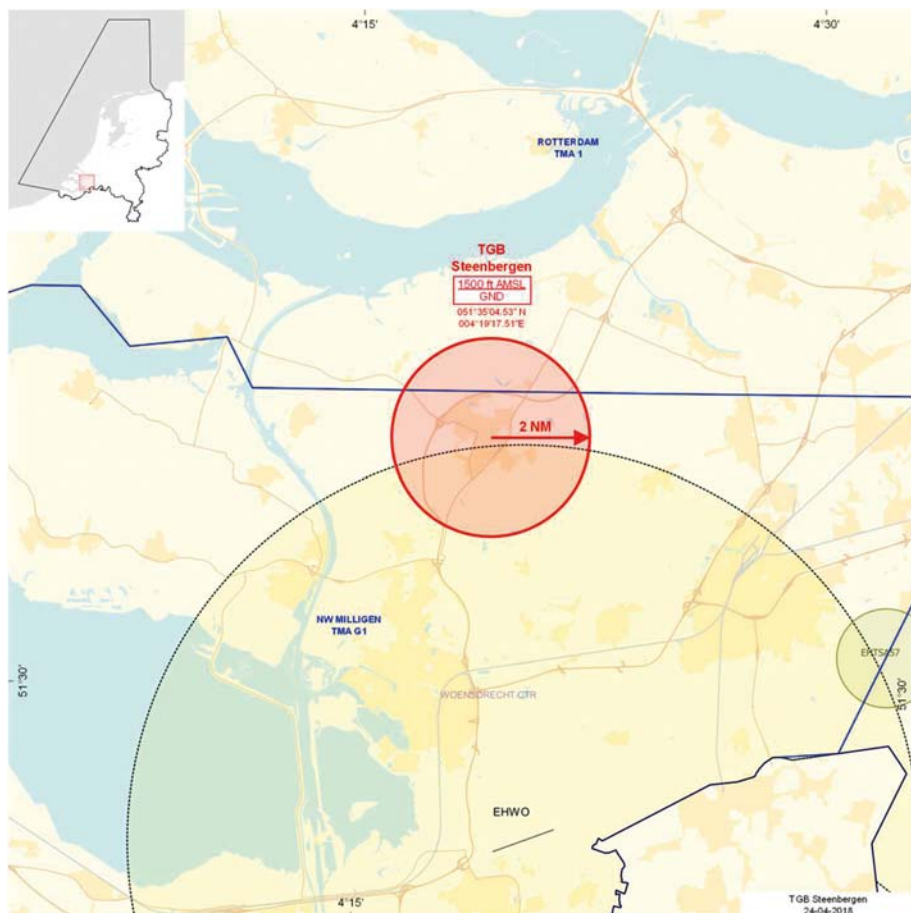 4°15'
4°30'
ROTTERDAM
TMA 1
TGB
Steenbergen
1500 ft AMSL
GND
051°35'04.53" N
004°19'17.51"E
2 NM
NW MILLIGEN
TMA G1
51°30'
51°30'
WOENSDRECHT CTR
EHWO
4°15'
TGB Steenbergen
24-04-2018